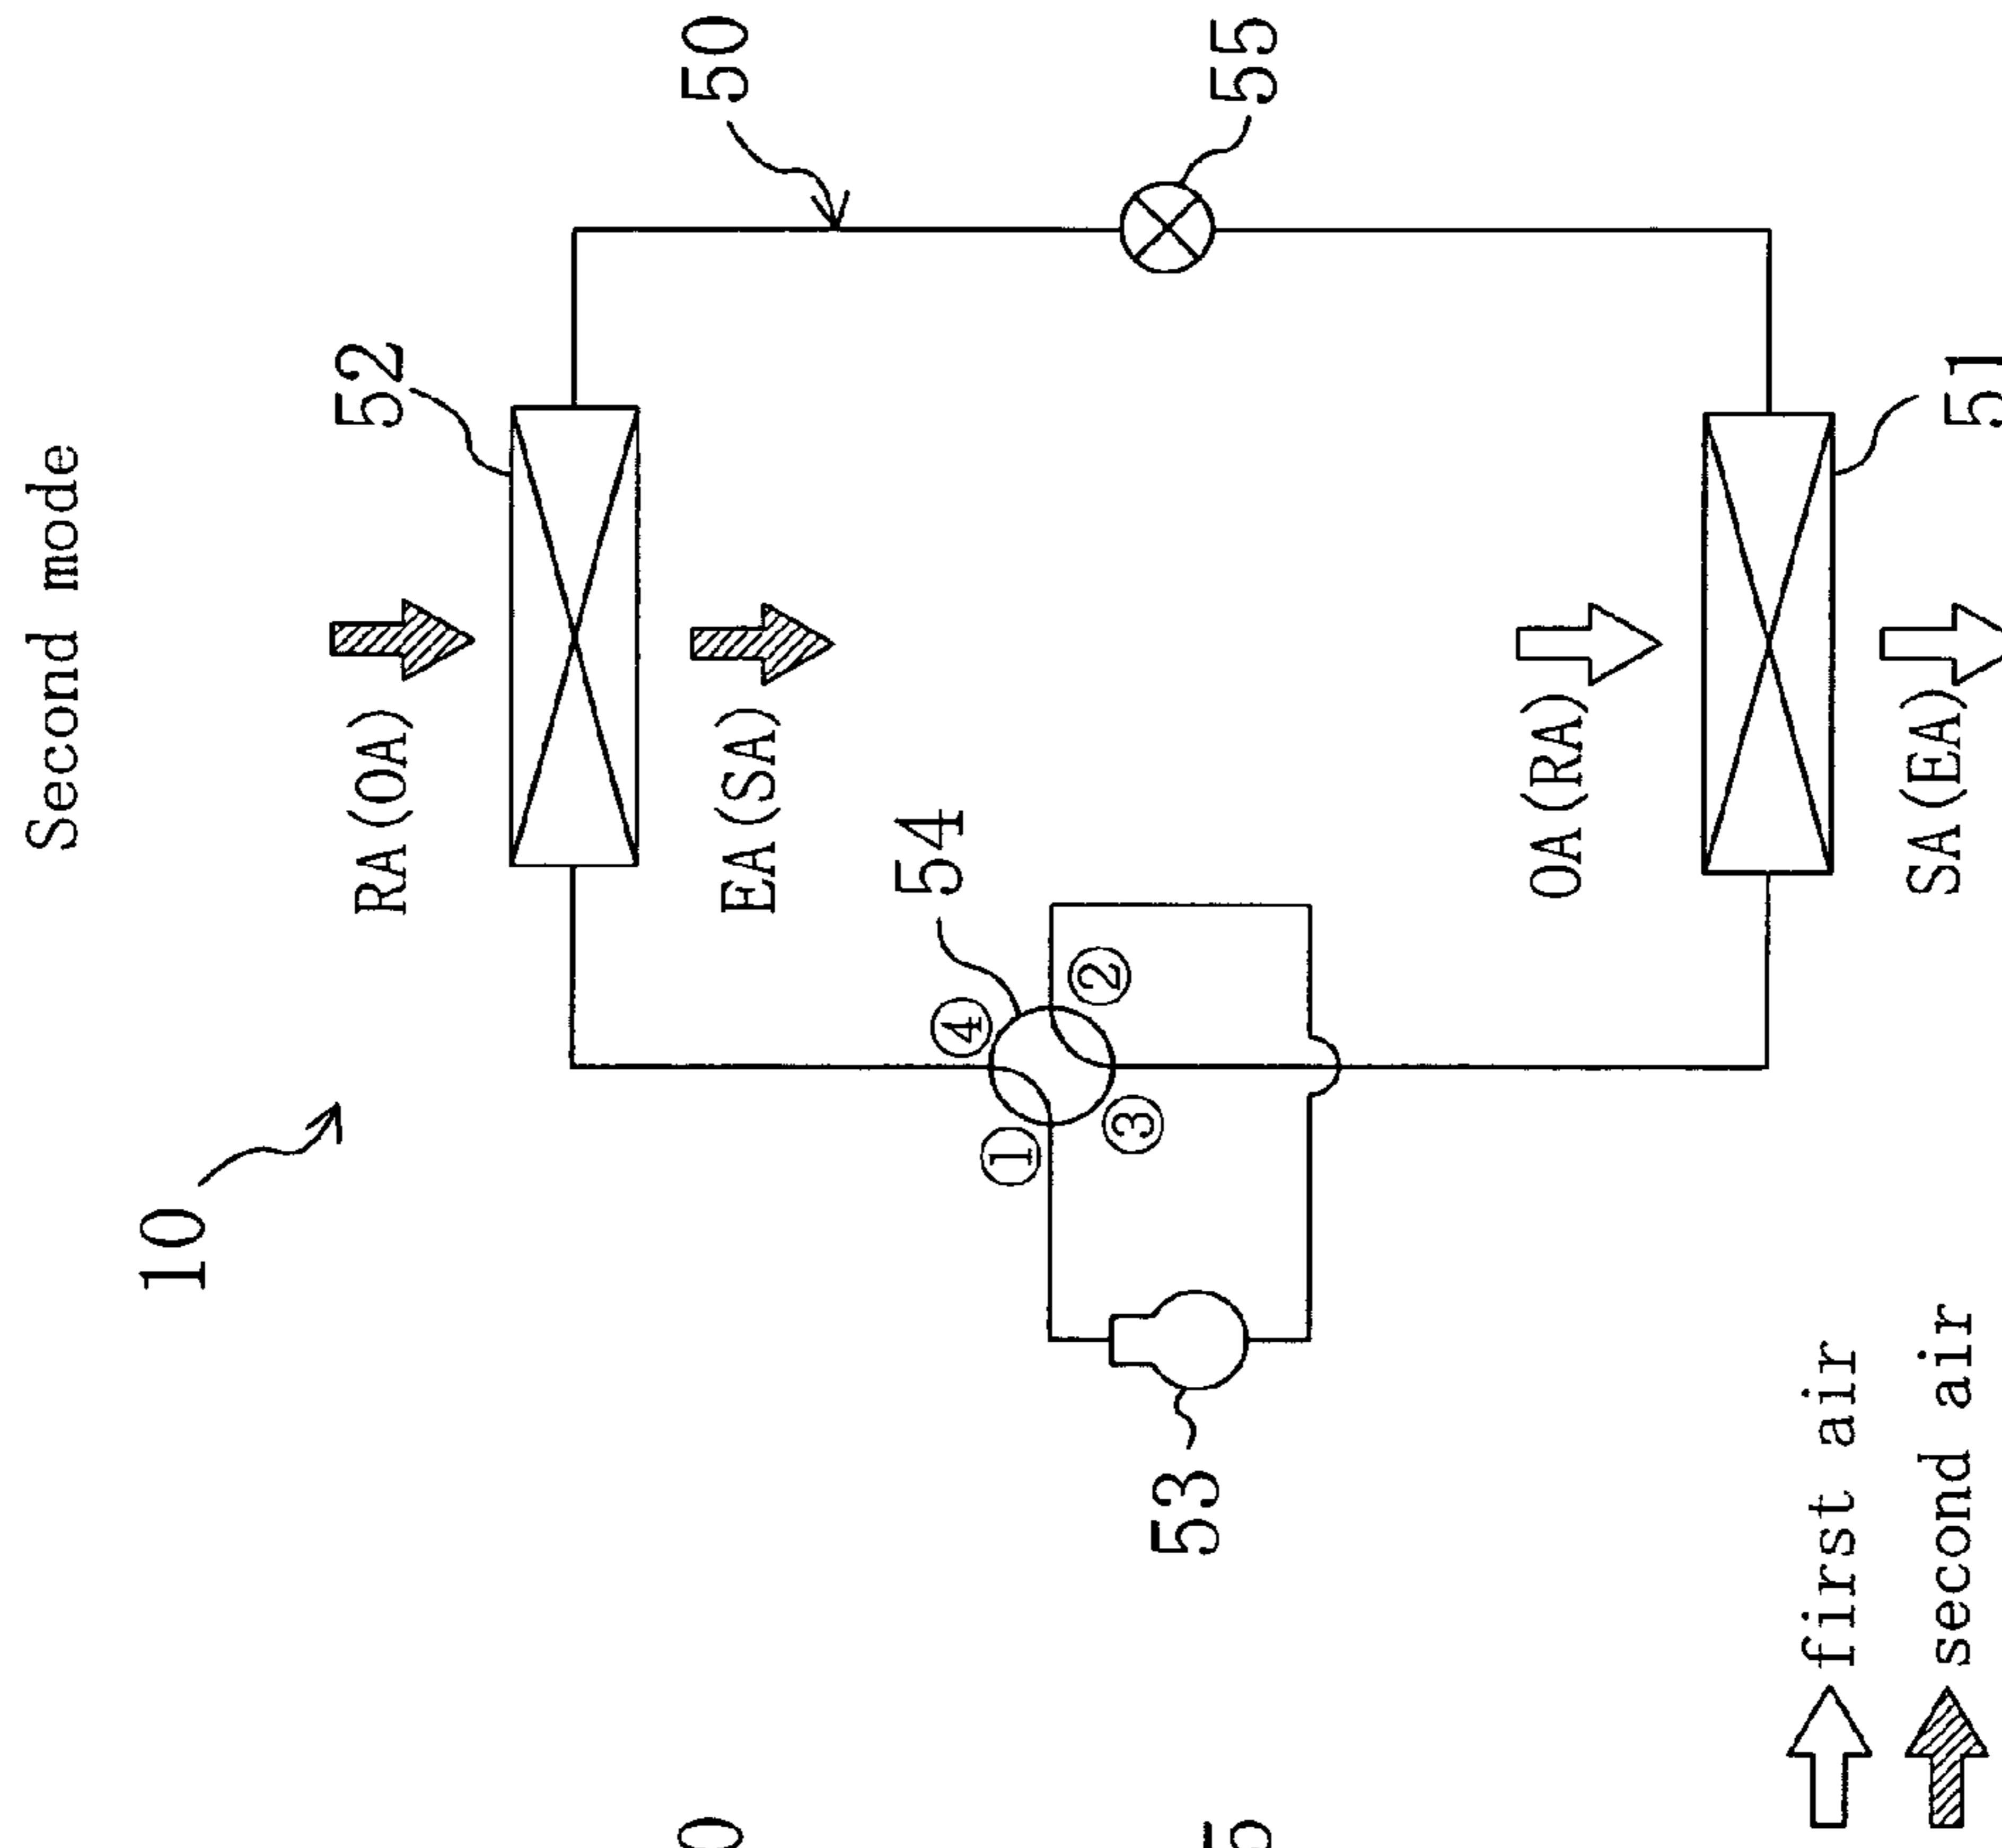 Second mode
10
52
RA(OA)
EA(SA)
50
54
④
①
②
③
55
53
OA(RA)
51
SA(EA)
first air
second air